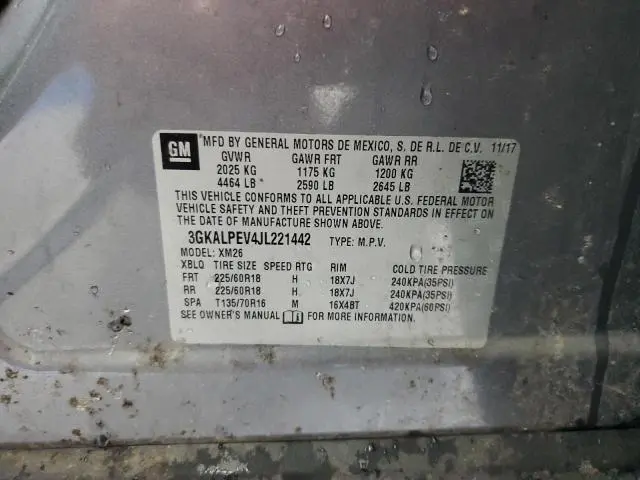 GM *MFD BY GENERAL MOTORS DE MEXICO, S. DE R.L. DE C.V. 11/17
GVWR GAWR FRT GAWR RR
2025 KG 1175 KG 1200 KG
4464 LB* 2590 LB 2645 LB
THIS VEHICLE CONFORMS TO ALL APPLICABLE U.S. FEDERAL MOTOR
VEHICLE SAFETY AND THEFT PREVENTION STANDARDS IN EFFECT ON
THE DATE OF MANUFACTURE SHOWN ABOVE.
3GKALPEV4JL221442 TYPE: M.P.V.
MODEL: XM26
XBLQ TIRE SIZE SPEED RTG RIM COLD TIRE PRESSURE
FRT 225/60R18 H 18X7J 240KPA(35PSI)
RR 225/60R18 H 18X7J 240KPA(35PSI)
SPA T135/70R16 M 16X4BT 420KPA(60PSI)
SEE OWNER'S MANUAL FOR MORE INFORMATION.